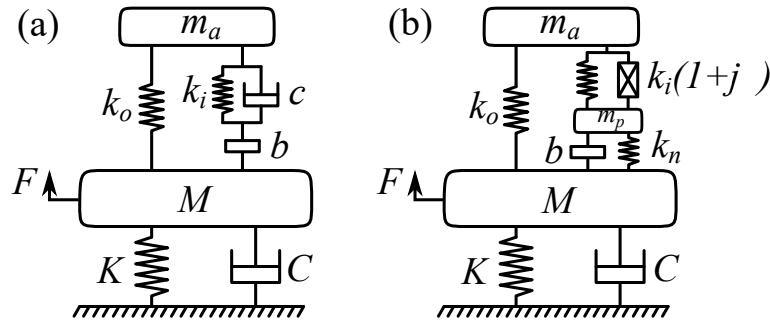 (a) m_a
k_o k_i c
b
F M
K C
(b) m_a
k_o k_i(1+j )
m_p
b k_n
F M
K C